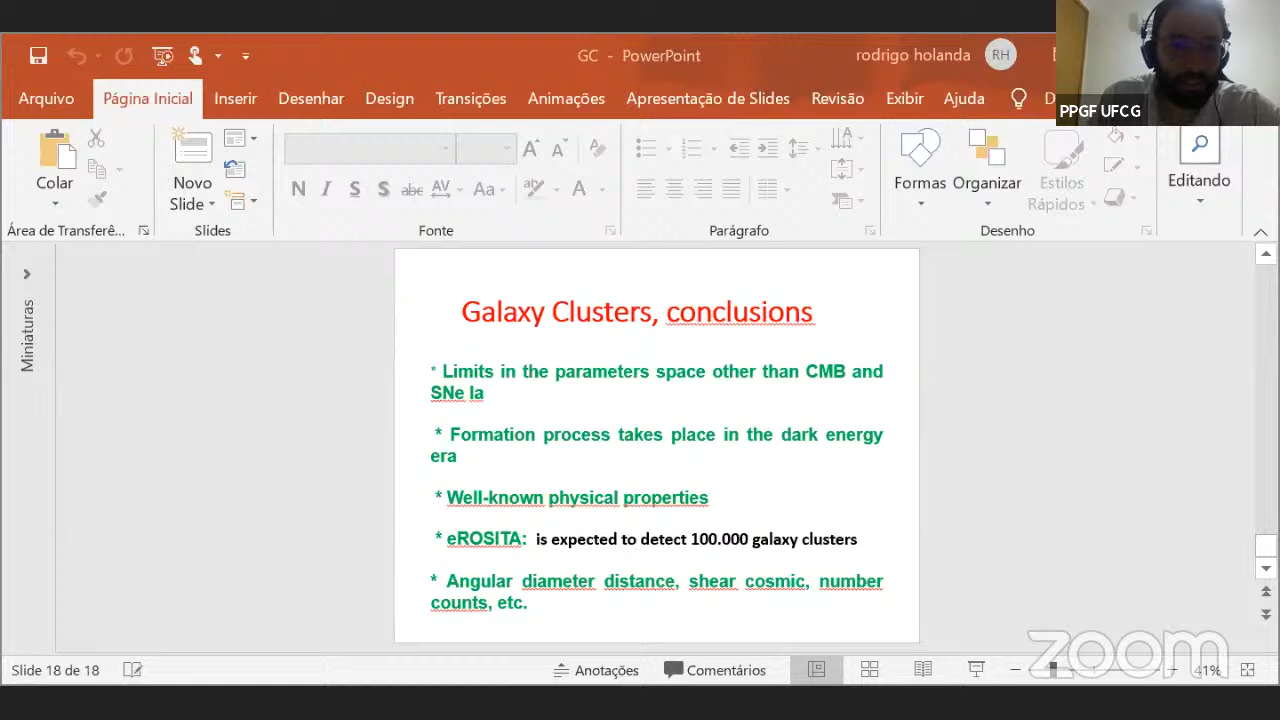 GC - PowerPoint
rodrigo holanda
RH
PPGF UFCG
Arquivo
Página Inicial
Inserir
Desenhar
Design
Transições
Animações
Apresentação de Slides
Revisão
Exibir
Ajuda
Colar
Novo
Slide
N I S S abc AV Aa ab A
Formas
Organizar
Estilos
Rápidos
Editando
Área de Transferê...
Slides
Fonte
Parágrafo
Desenho
Miniaturas
Galaxy Clusters, conclusions
* Limits in the parameters space other than CMB and
SNe Ia
* Formation process takes place in the dark energy
era
* Well-known physical properties
* eROSITA: is expected to detect 100.000 galaxy clusters
* Angular diameter distance, shear cosmic, number
counts, etc.
zoom
Slide 18 de 18
Anotações
Comentários
41%